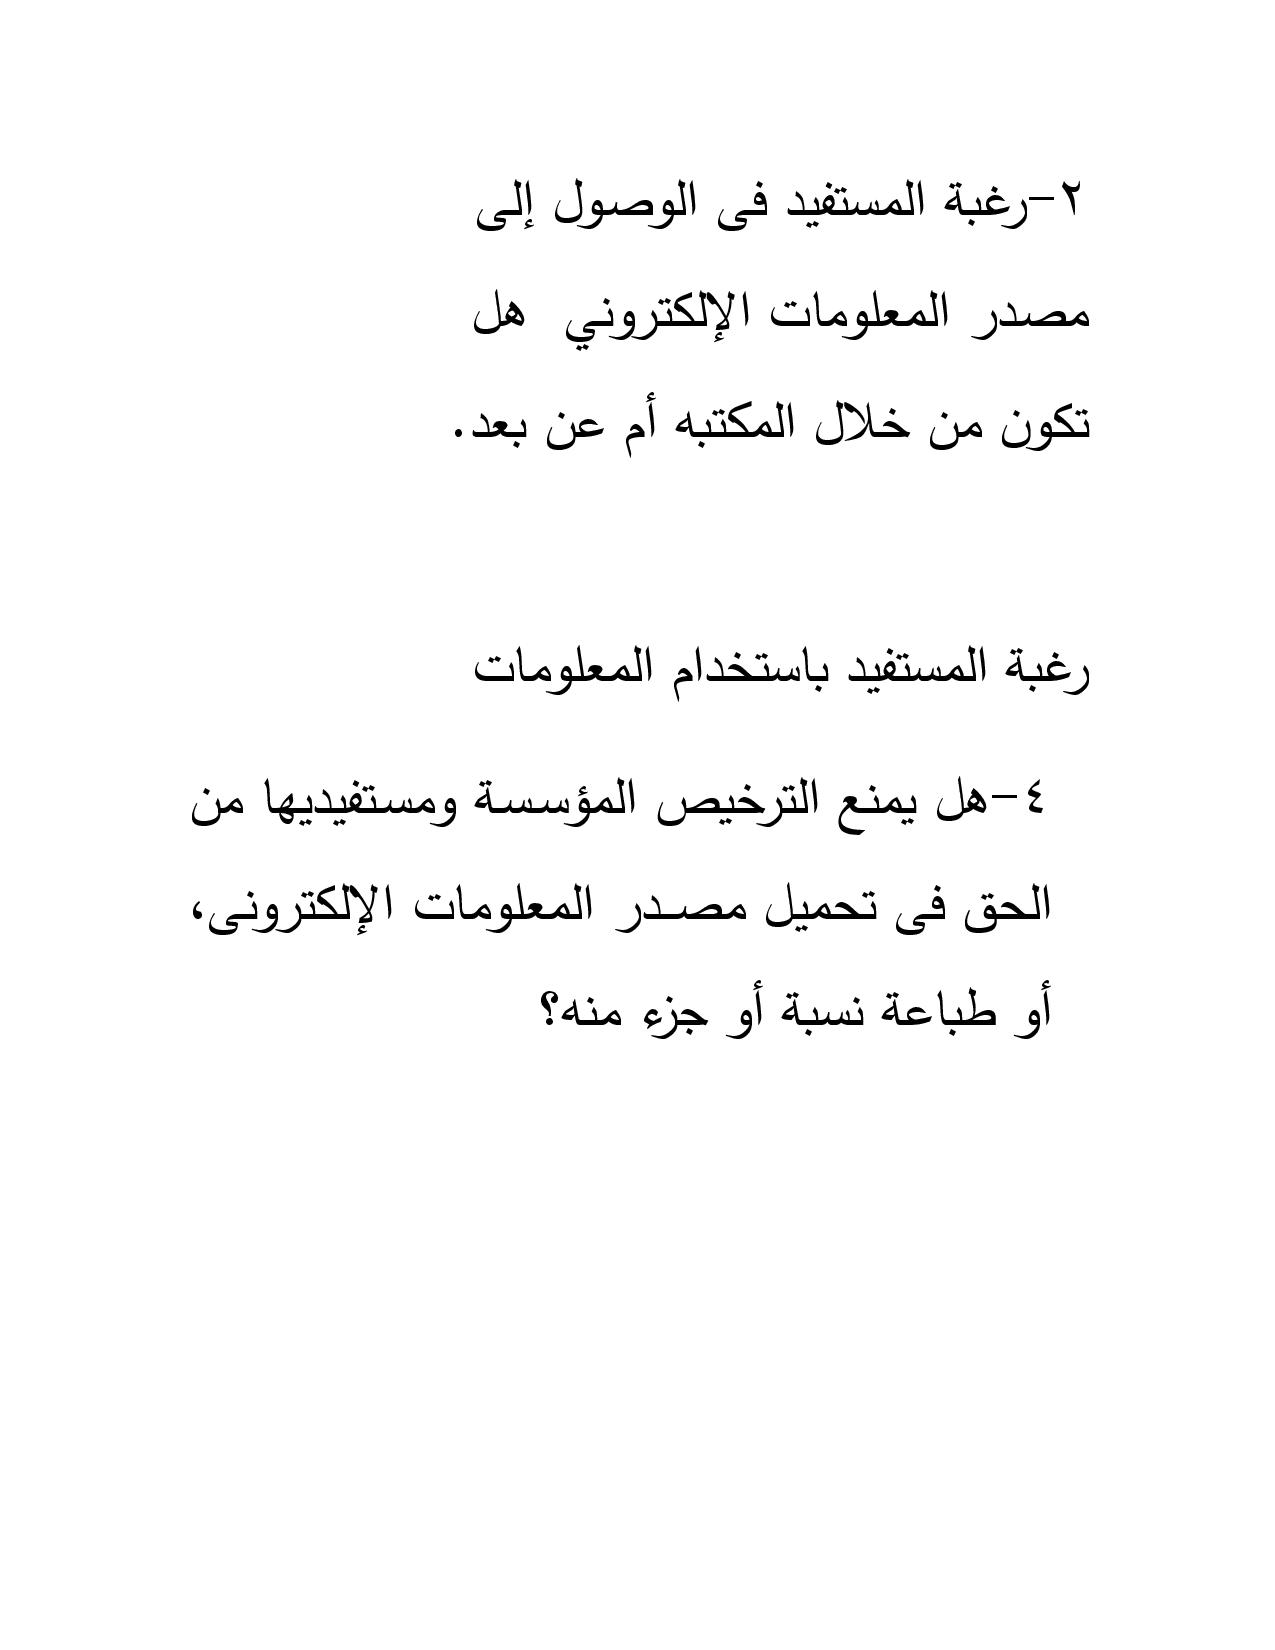 ٢-رغبة المستفيد فى الوصول إلى
مصدر المعلومات الإلكتروني هل
تكون من خلال المكتبه أم عن بعد.
رغبة المستفيد باستخدام المعلومات
٤-هل يمنع الترخيص المؤسسة ومستفيديها من
الحق فى تحميل مصدر المعلومات الإلكترونى،
أو طباعة نسبة أو جزء منه؟